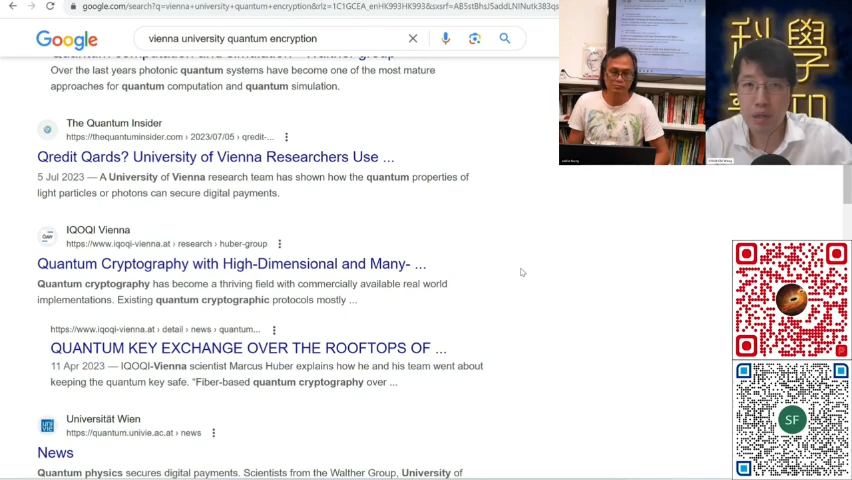 google.com/search?q=vienna+university+quantum+encryption&rlz=1C1GCEA_enHK993HK993&sxsrf=
vienna university quantum encryption
Google
Over the last years photonic quantum systems have become one of the most mature
approaches for quantum computation and quantum simulation.
The Quantum Insider
https://thequantuminsider.com › 2023/07/05 › qredit-...
Qredit Qards? University of Vienna Researchers Use ...
5 Jul 2023 — A University of Vienna research team has shown how the quantum properties of
light particles or photons can secure digital payments.
IQOQI Vienna
https://www.iqoqi-vienna.at › research › huber-group
Quantum Cryptography with High-Dimensional and Many- ...
Quantum cryptography has become a thriving field with commercially available real world
implementations. Existing quantum cryptographic protocols mostly ...
https://www.iqoqi-vienna.at › detail › news › quantum...
QUANTUM KEY EXCHANGE OVER THE ROOFTOPS OF ...
11 Apr 2023 — IQOQI-Vienna scientist Marcus Huber explains how he and his team went about
keeping the quantum key safe. "Fiber-based quantum cryptography over ...
Universität Wien
https://quantum.univie.ac.at › news
News
Quantum physics secures digital payments. Scientists from the Walther Group, University of
科學
SF